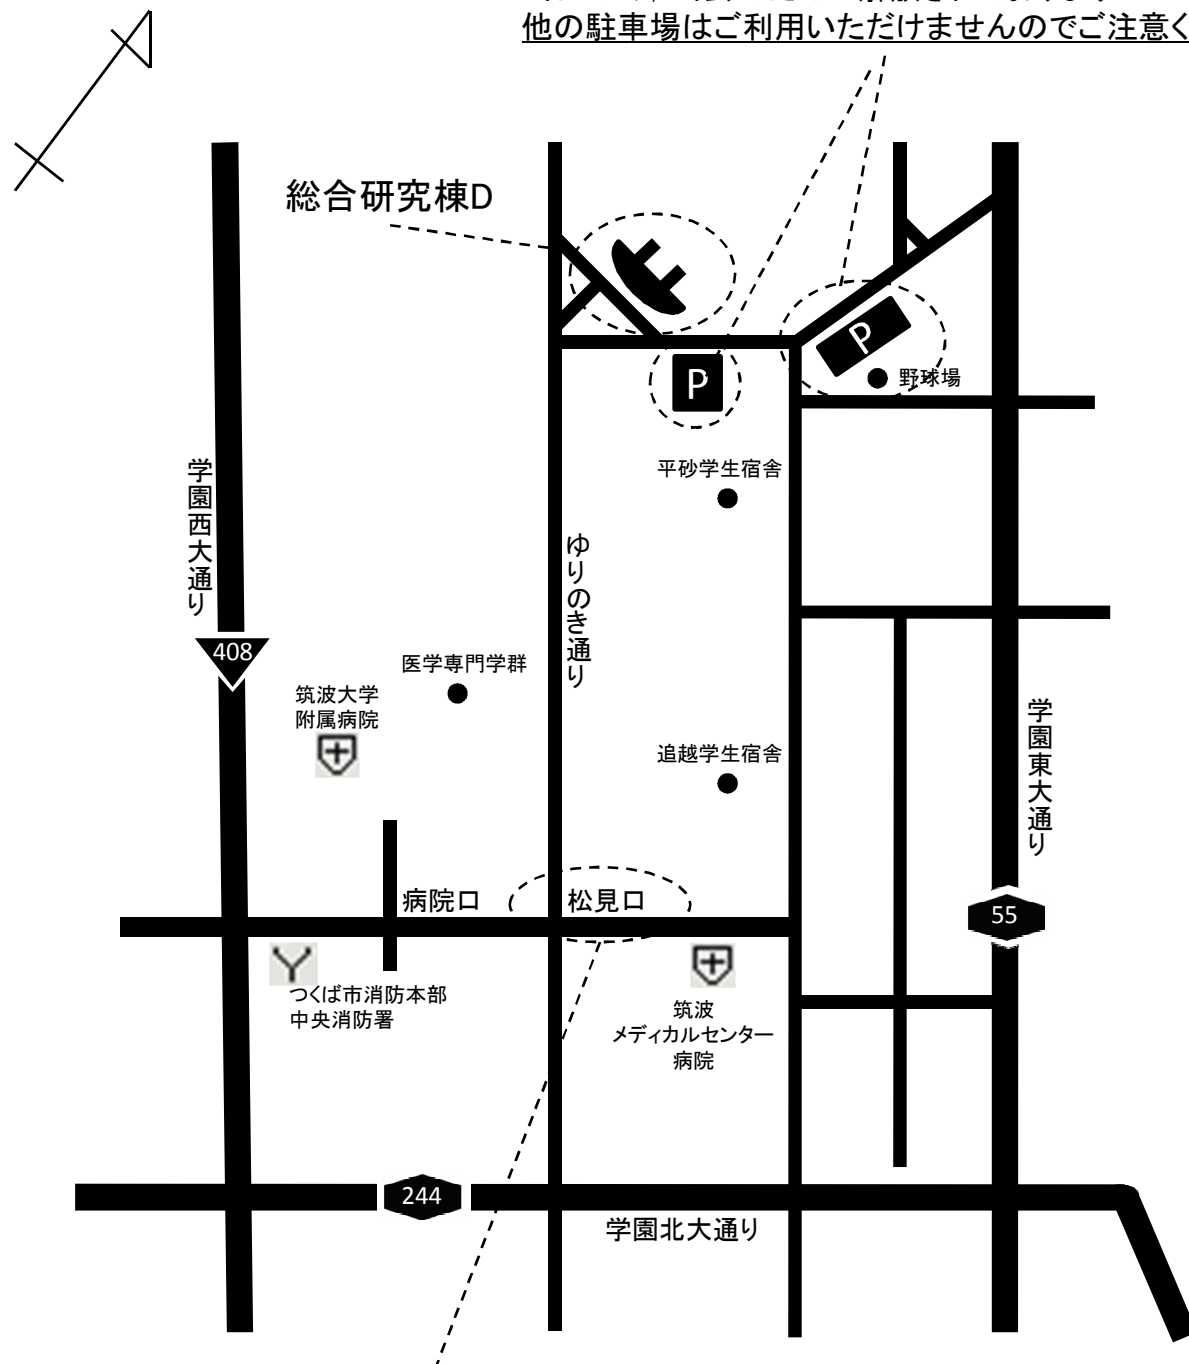 他の駐車場はご利用いただけませんのでご注意く
総合研究棟D
P
P
野球場
平砂学生宿舎
学園西大通り
ゆりのき通り
408
医学専門学群
筑波大学
附属病院
追越学生宿舎
学園東大通り
病院口
松見口
55
つくば市消防本部
中央消防署
筑波
メディカルセンター
病院
244
学園北大通り